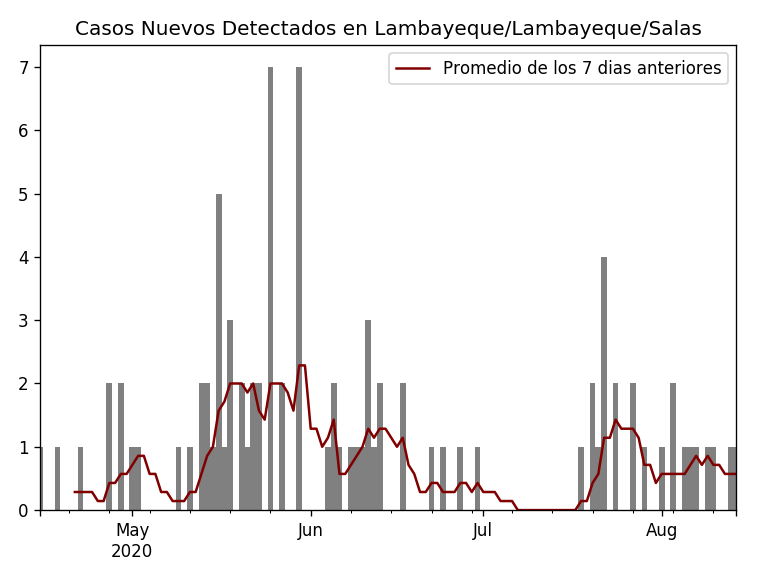 Casos Nuevos Detectados en Lambayeque/Lambayeque/Salas
Promedio de los 7 dias anteriores
7
6
5
4
3
2
1
0
May
2020
Jun
Jul
Aug